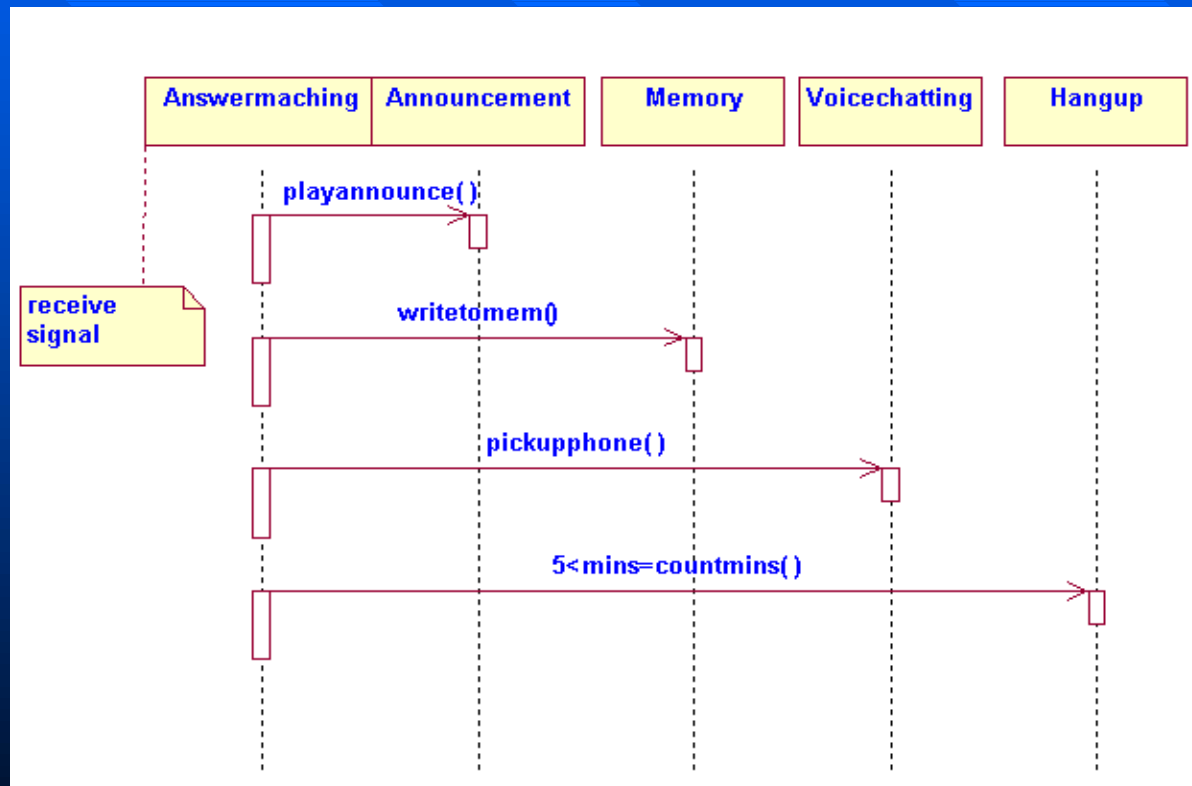 Answermaching
Announcement
Memory
Voicechatting
Hangup
playannounce( )
receive
signal
writetomem()
pickupphone( )
5<mins=countmins( )